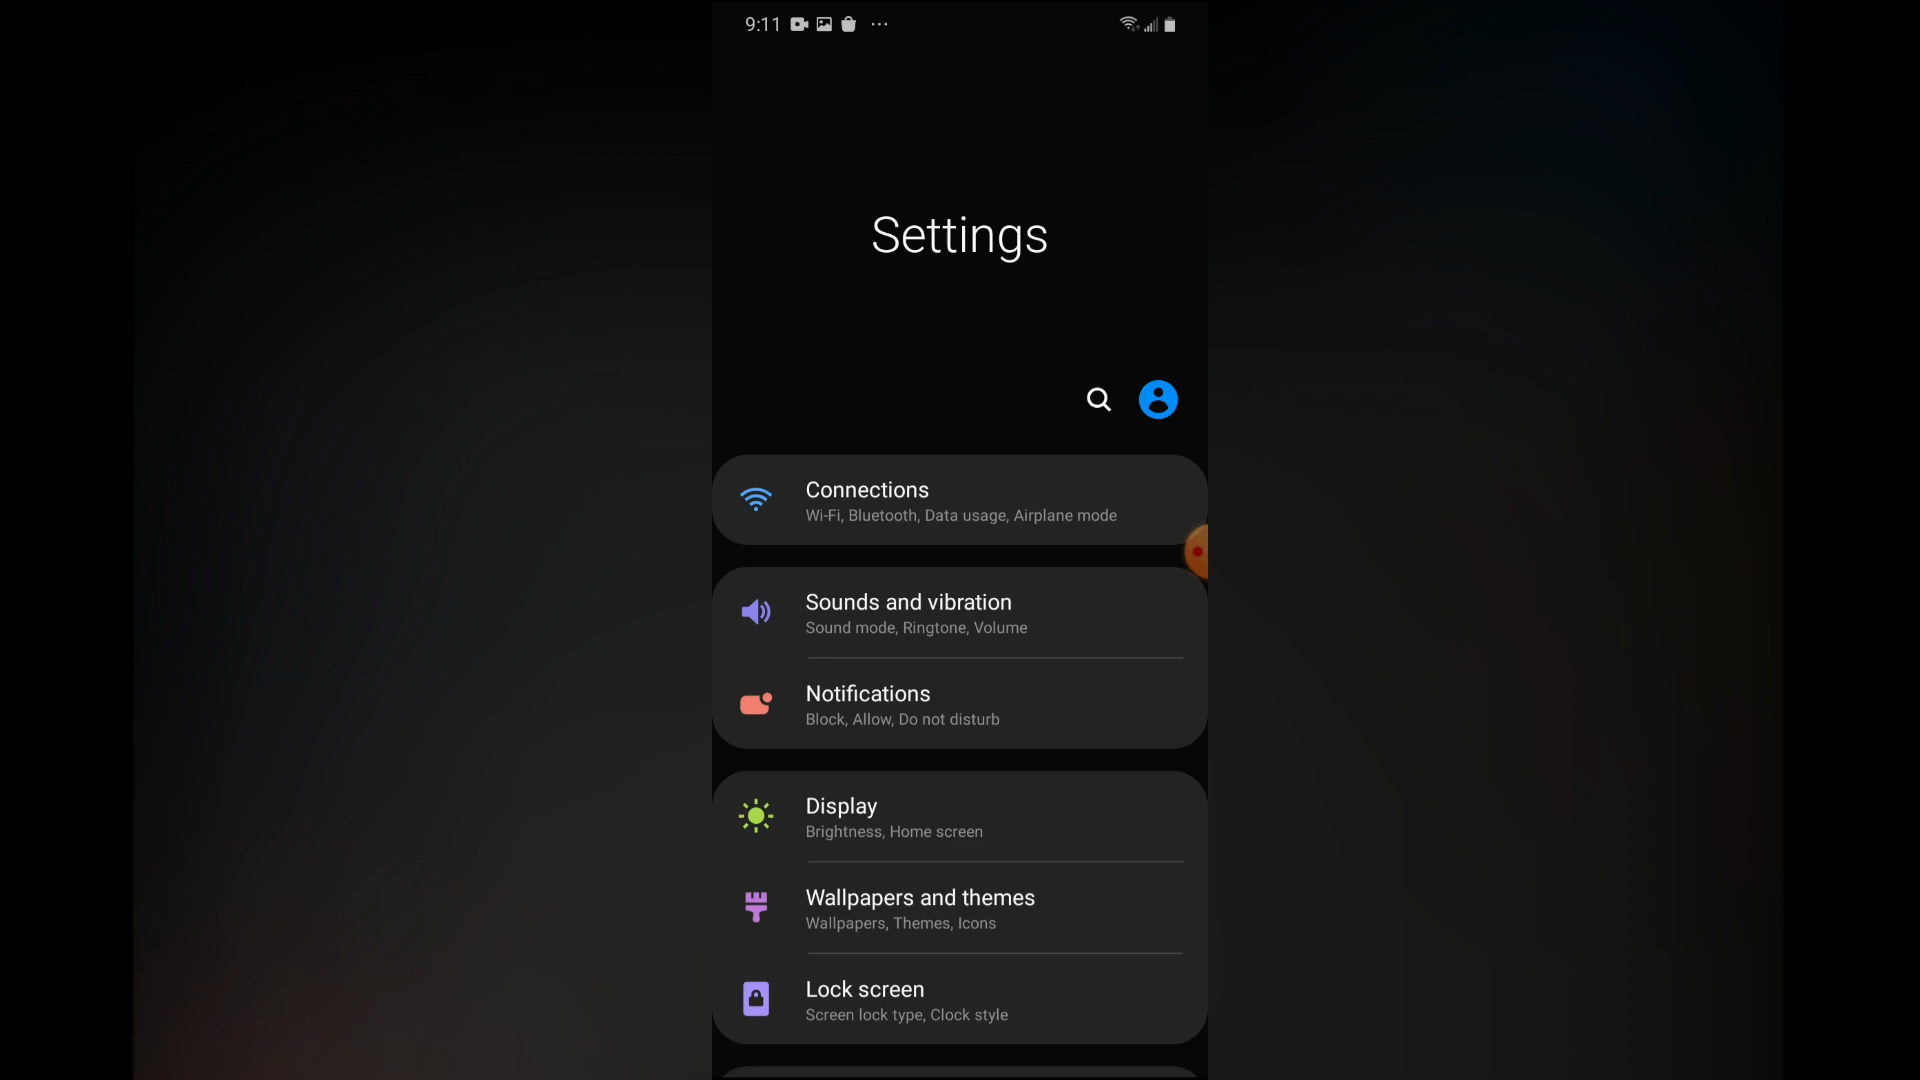 9:11
Settings
Connections
Wi-Fi, Bluetooth, Data usage, Airplane mode
Sounds and vibration
Sound mode, Ringtone, Volume
Notifications
Block, Allow, Do not disturb
Display
Brightness, Home screen
Wallpapers and themes
Wallpapers, Themes, Icons
Lock screen
Screen lock type, Clock style